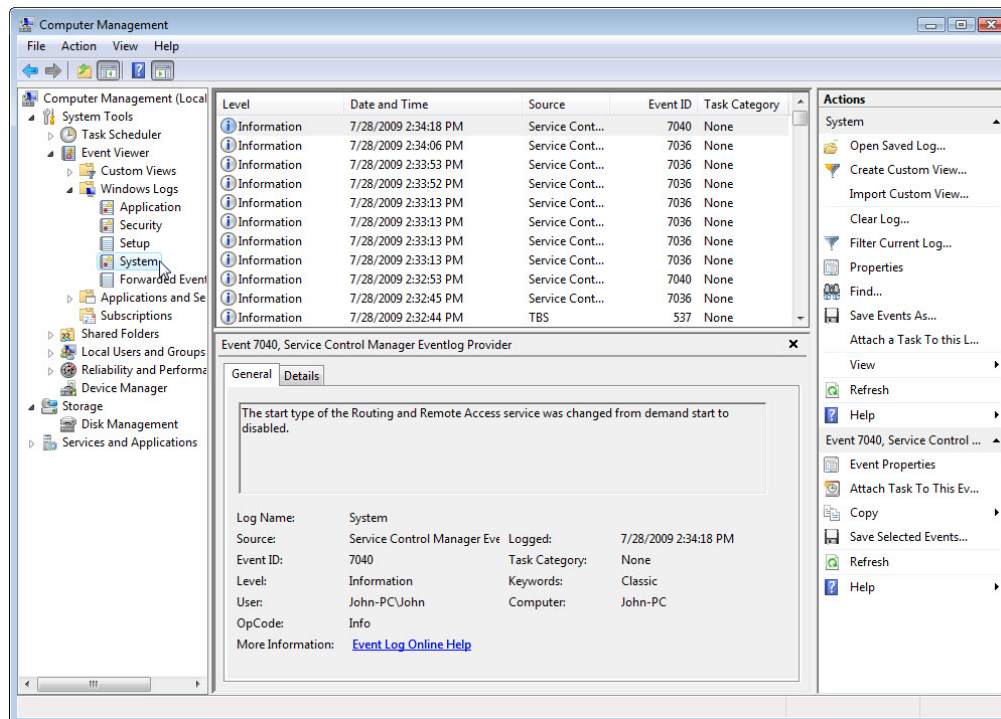 Computer Management
File Action View Help
Computer Management (Local
System Tools
Task Scheduler
Event Viewer
Custom Views
Windows Logs
Application
Security
Setup
System
Forwarded Event
Applications and Se
Subscriptions
Shared Folders
Local Users and Groups
Reliability and Performa
Device Manager
Storage
Disk Management
Services and Applications
Level Date and Time Source Event ID Task Category
Information 7/28/2009 2:34:18 PM Service Cont... 7040 None
Information 7/28/2009 2:34:06 PM Service Cont... 7036 None
Information 7/28/2009 2:33:53 PM Service Cont... 7036 None
Information 7/28/2009 2:33:52 PM Service Cont... 7036 None
Information 7/28/2009 2:33:13 PM Service Cont... 7036 None
Information 7/28/2009 2:33:13 PM Service Cont... 7036 None
Information 7/28/2009 2:33:13 PM Service Cont... 7036 None
Information 7/28/2009 2:33:13 PM Service Cont... 7036 None
Information 7/28/2009 2:32:53 PM Service Cont... 7040 None
Information 7/28/2009 2:32:45 PM Service Cont... 7036 None
Information 7/28/2009 2:32:44 PM TBS 537 None
Event 7040, Service Control Manager Eventlog Provider
General Details
The start type of the Routing and Remote Access service was changed from demand start to
disabled.
Log Name: System
Source: Service Control Manager Eve Logged: 7/28/2009 2:34:18 PM
Event ID: 7040 Task Category: None
Level: Information Keywords: Classic
User: John-PC\John Computer: John-PC
OpCode: Info
More Information: Event Log Online Help
Actions
System
Open Saved Log...
Create Custom View...
Import Custom View...
Clear Log...
Filter Current Log...
Properties
Find...
Save Events As...
Attach a Task To this L...
View
Refresh
Help
Event 7040, Service Control ...
Event Properties
Attach Task To This Ev...
Copy
Save Selected Events...
Refresh
Help